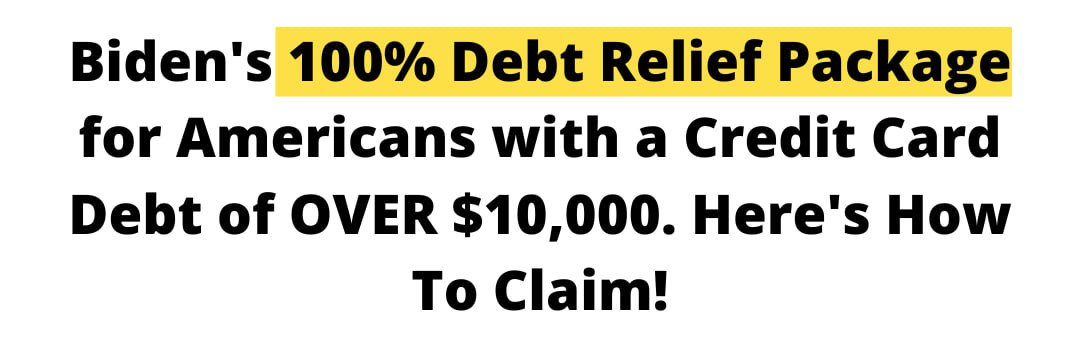 Biden's 100% Debt Relief Package
for Americans with a Credit Card
Debt of OVER $10,000. Here's How
To Claim!